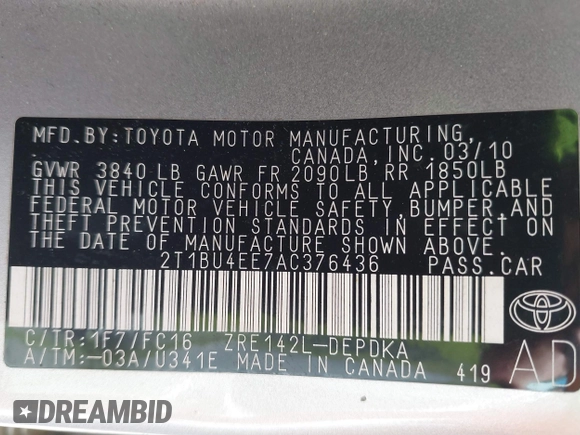 MFD.BY:TOYOTA MOTOR MANUFACTURING,
CANADA,INC. 03/10
GVWR 3840 LB GAWR FR 2090LB RR 1850LB
THIS VEHICLE CONFORMS TO ALL APPLICABLE
FEDERAL MOTOR VEHICLE SAFETY,BUMPER,AND
THEFT PREVENTION STANDARDS IN EFFECT ON
THE DATE OF MANUFACTURE SHOWN ABOVE.
2T1BU4EE7AC376436 PASS.CAR
C/TR:1F7/FC16 ZRE142L-DEPDKA
A/TM:-03A/U341E MADE IN CANADA 419
TOYOTA
AD
DREAMBID